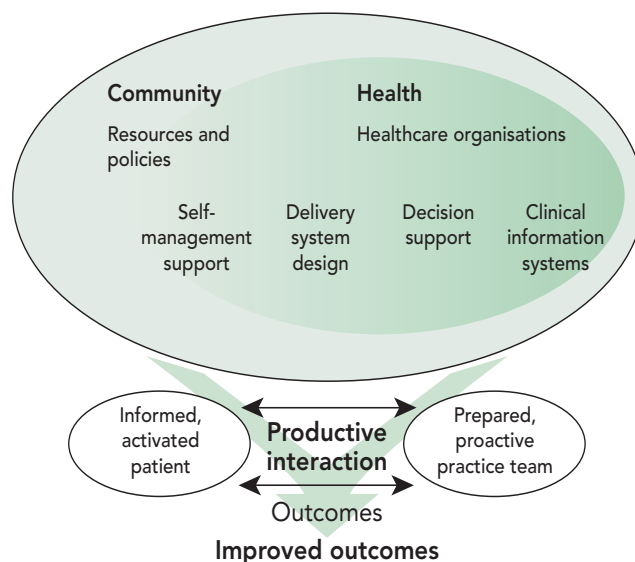 Community
Resources and
policies
Health
Healthcare organisations
Self-
management
support
Delivery
system
design
Decision
support
Clinical
information
systems
Informed,
activated
patient
Productive
interaction
Prepared,
proactive
practice team
Outcomes
Improved outcomes